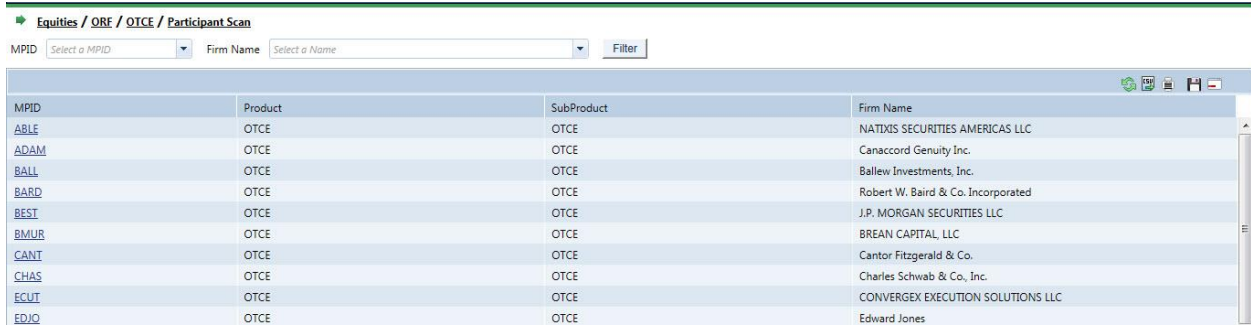 Equities / ORF / OTCE / Participant Scan
MPID Select a MPID Firm Name Select a Name Filter
MPID Product SubProduct Firm Name
ABLE OTCE OTCE NATIXIS SECURITIES AMERICAS LLC
ADAM OTCE OTCE Canaccord Genuity Inc.
BALL OTCE OTCE Ballew Investments, Inc.
BARD OTCE OTCE Robert W. Baird & Co. Incorporated
BEST OTCE OTCE J.P. MORGAN SECURITIES LLC
BMUR OTCE OTCE BREAN CAPITAL, LLC
CANT OTCE OTCE Cantor Fitzgerald & Co.
CHAS OTCE OTCE Charles Schwab & Co., Inc.
ECUT OTCE OTCE CONVERGEX EXECUTION SOLUTIONS LLC
EDJO OTCE OTCE Edward Jones